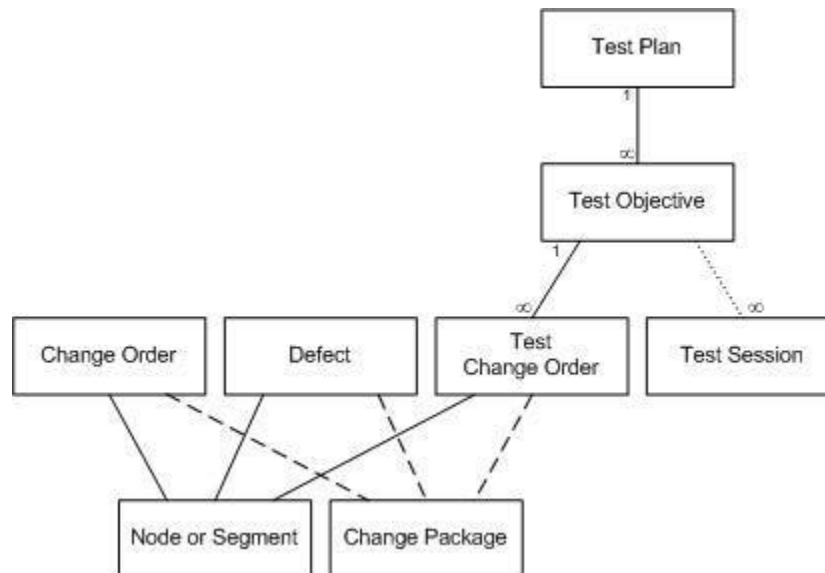 Test Plan
1
∞
Test Objective
1
∞
∞
Change Order
Defect
Test
Change Order
Test Session
Node or Segment
Change Package